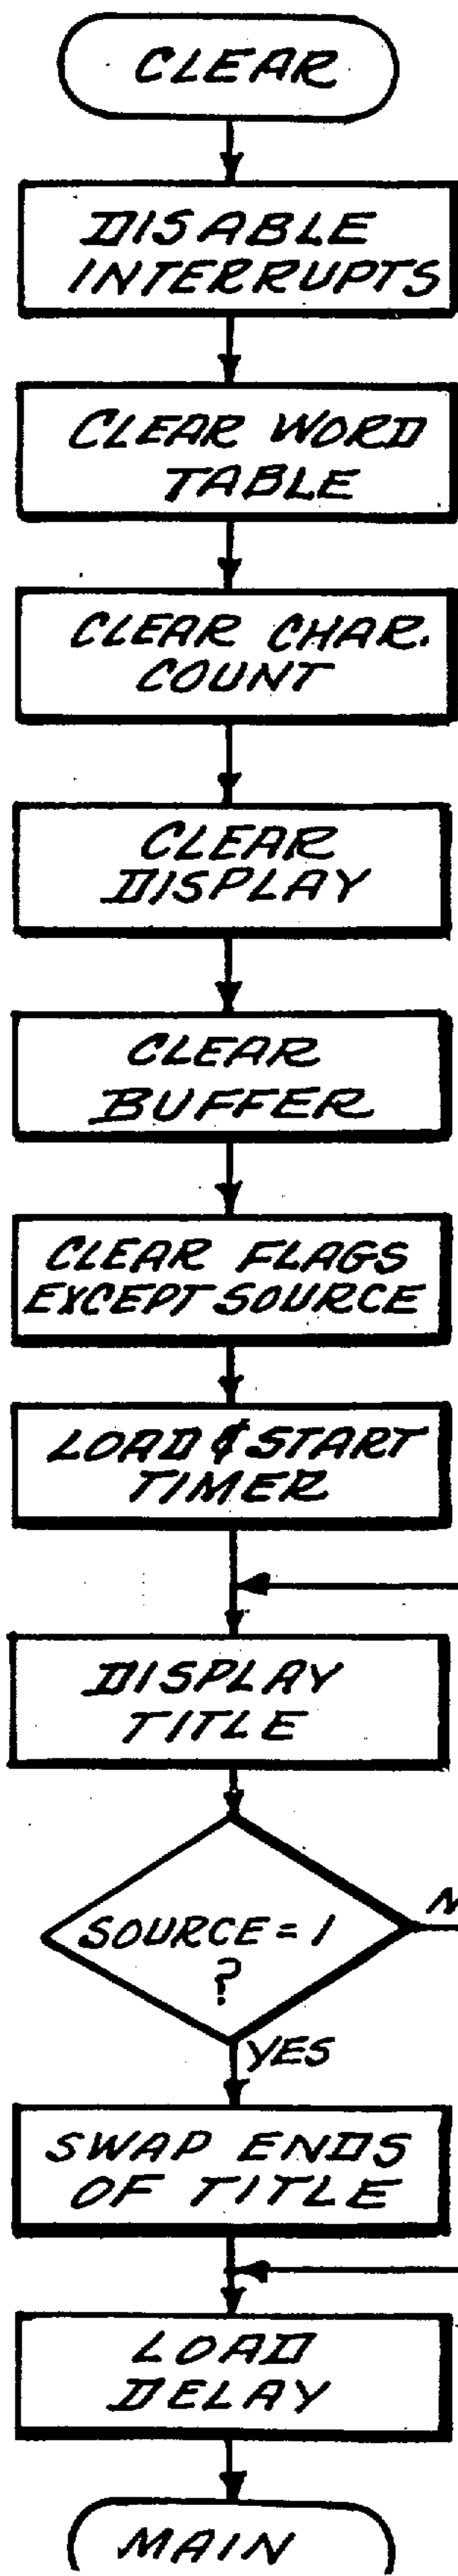 CLEAR
DISABLE
INTERRUPTS
CLEAR WORD
TABLE
CLEAR CHAR.
COUNT
CLEAR
DISPLAY
CLEAR
BUFFER
CLEAR FLAGS
EXCEPT SOURCE
LOAD & START
TIMER
DISPLAY
TITLE
SOURCE = 1
?
YES
SWAP ENDS
OF TITLE
LOAD
DELAY
MAIN